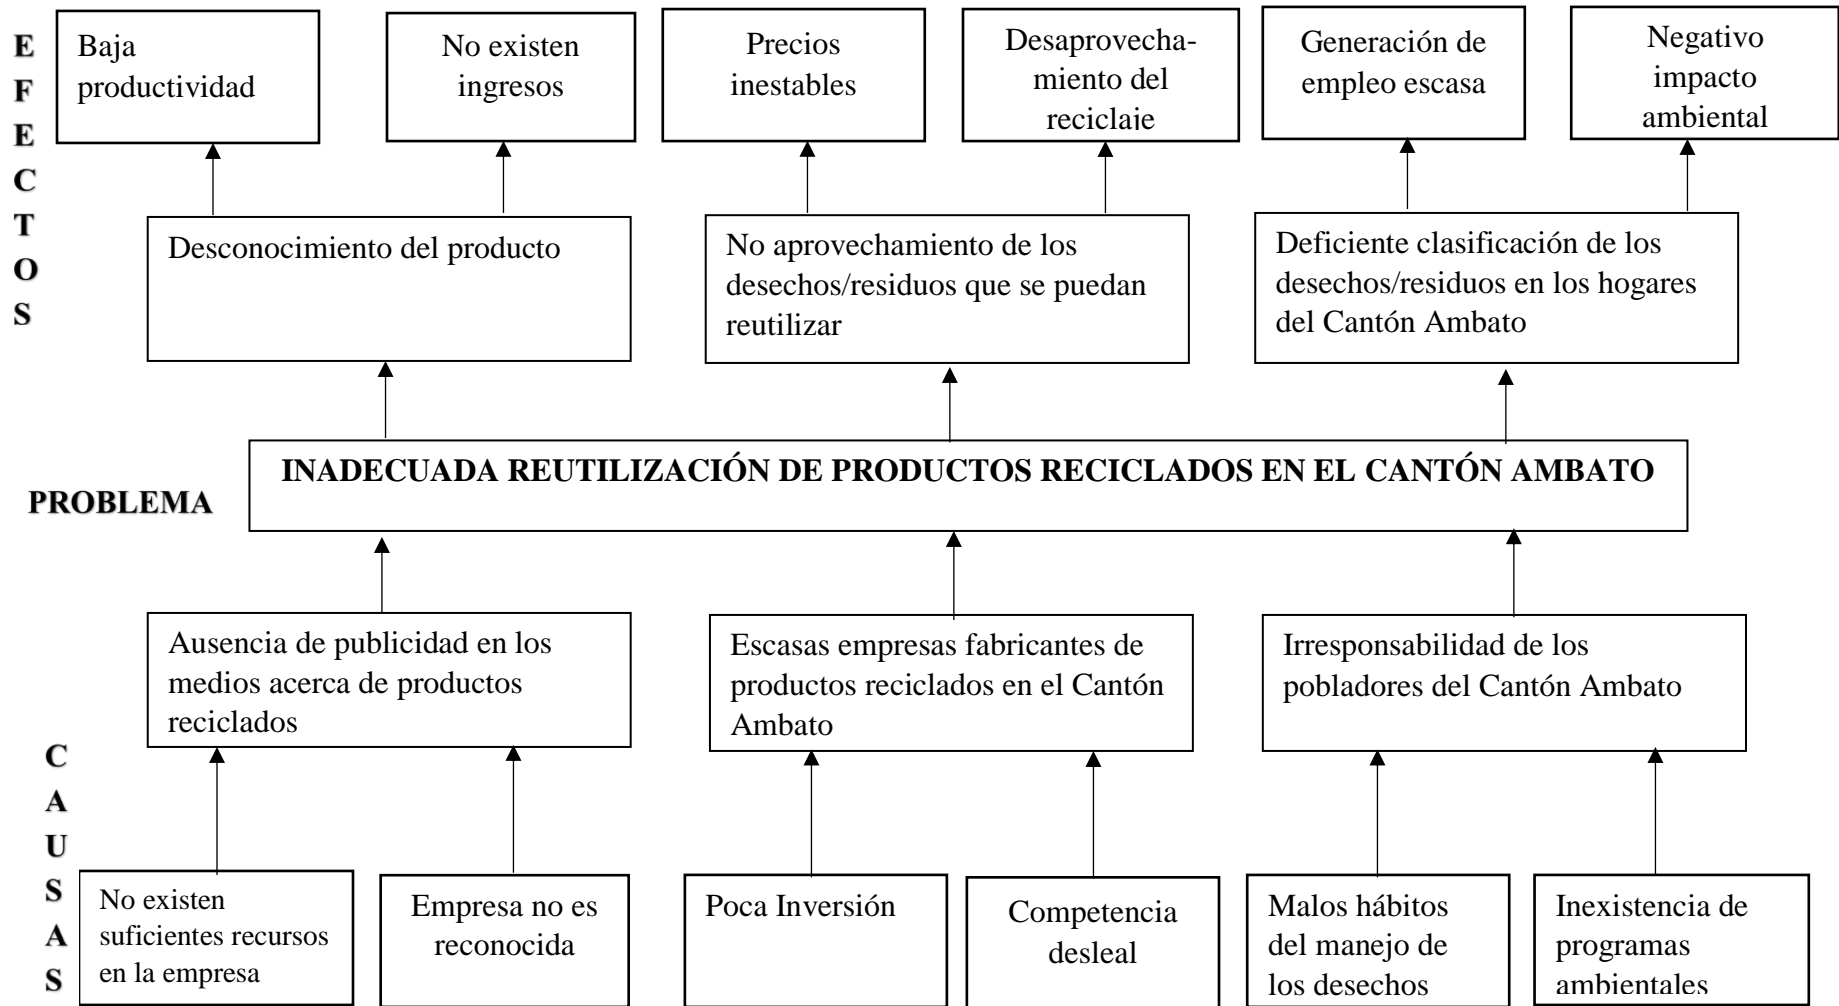 EFECTOS
Baja
productividad
No existen
ingresos
Precios
inestables
Desaprovecha-
miento del
reciclaje
Generación de
empleo escasa
Negativo
impacto
ambiental
Desconocimiento del producto
No aprovechamiento de los
desechos/residuos que se puedan
reutilizar
Deficiente clasificación de los
desechos/residuos en los hogares
del Cantón Ambato
PROBLEMA
INADECUADA REUTILIZACIÓN DE PRODUCTOS RECICLADOS EN EL CANTÓN AMBATO
Ausencia de publicidad en los
medios acerca de productos
reciclados
Escasas empresas fabricantes de
productos reciclados en el Cantón
Ambato
Irresponsabilidad de los
pobladores del Cantón Ambato
CAUSAS
No existen
suficientes recursos
en la empresa
Empresa no es
reconocida
Poca Inversión
Competencia
desleal
Malos hábitos
del manejo de
los desechos
Inexistencia de
programas
ambientales